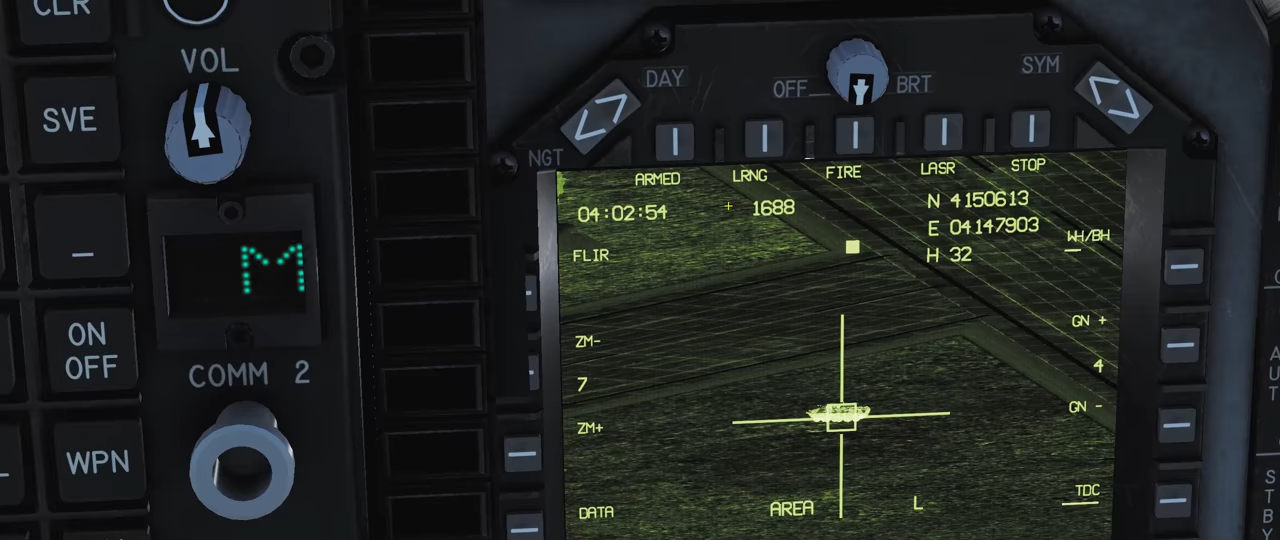 CLR
VOL
SVE
ON
OFF
M
COMM 2
WPN
DAY
NGT
OFF
BRT
SYM
ARMED
LRNG
FIRE
LASR
STOP
04:02:54
1688
N 4150613
E 04147903
H 32
FLIR
WH/BH
ZM-
7
ZM+
GN +
4
GN -
DATA
AREA
L
TDC
A
U
T
S
T
B
Y